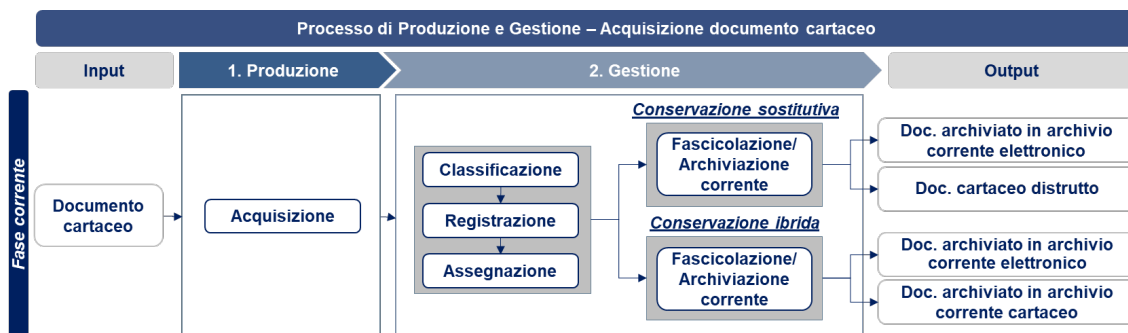 Processo di Produzione e Gestione – Acquisizione documento cartaceo
Input
1. Produzione
2. Gestione
Output
Fase corrente
Documento
cartaceo
Acquisizione
Classificazione
Registrazione
Assegnazione
Conservazione sostitutiva
Fascicolazione/
Archiviazione
corrente
Conservazione ibrida
Fascicolazione/
Archiviazione
corrente
Doc. archiviato in archivio
corrente elettronico
Doc. cartaceo distrutto
Doc. archiviato in archivio
corrente elettronico
Doc. archiviato in archivio
corrente cartaceo